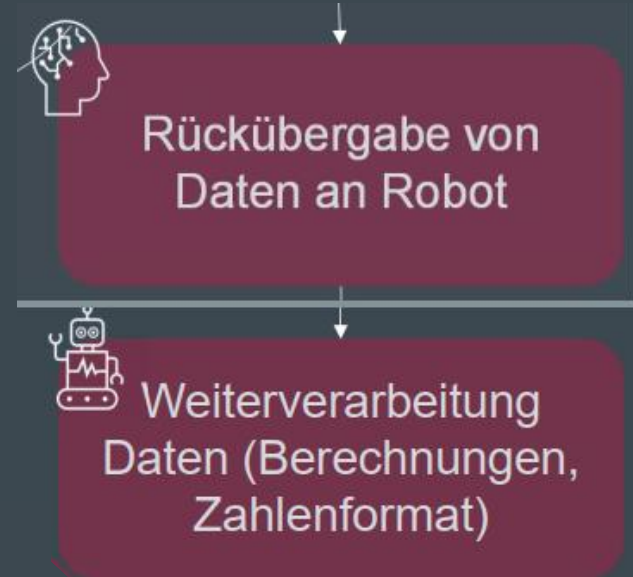 Rückübergabe von
Daten an Robot
Weiterverarbeitung
Daten (Berechnungen,
Zahlenformat)